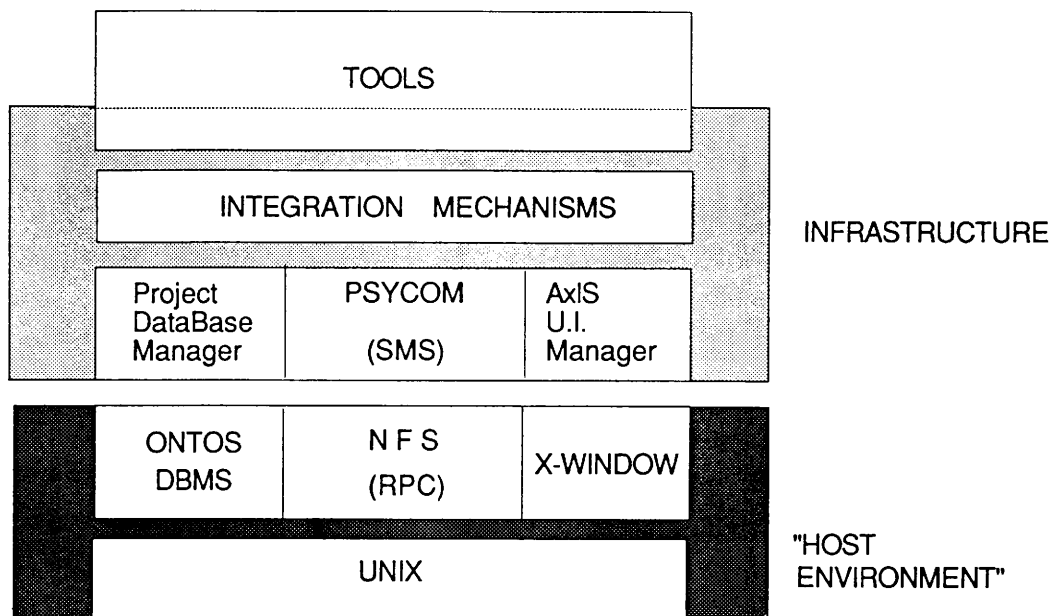 TOOLS
INTEGRATION MECHANISMS
INFRASTRUCTURE
Project
DataBase
Manager
PSYCOM
(SMS)
AxIS
U.I.
Manager
ONTOS
DBMS
N F S
(RPC)
X-WINDOW
UNIX
"HOST
ENVIRONMENT"